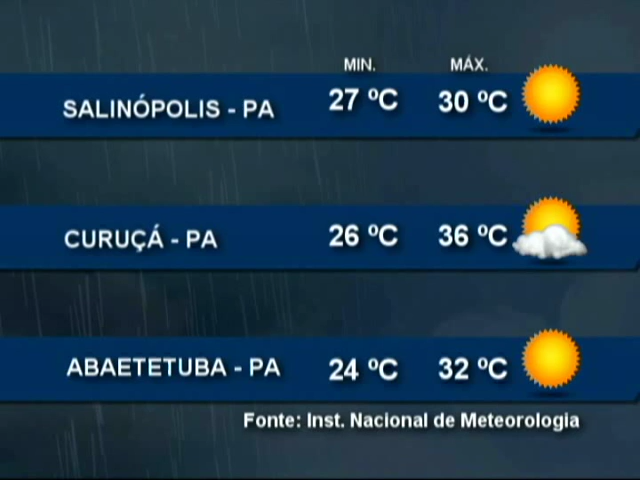 MIN. MÁX.
SALINÓPOLIS - PA 27 ºC 30 ºC
CURUÇÁ - PA 26 ºC 36 ºC
ABAETETUBA - PA 24 ºC 32 ºC
Fonte: Inst. Nacional de Meteorologia